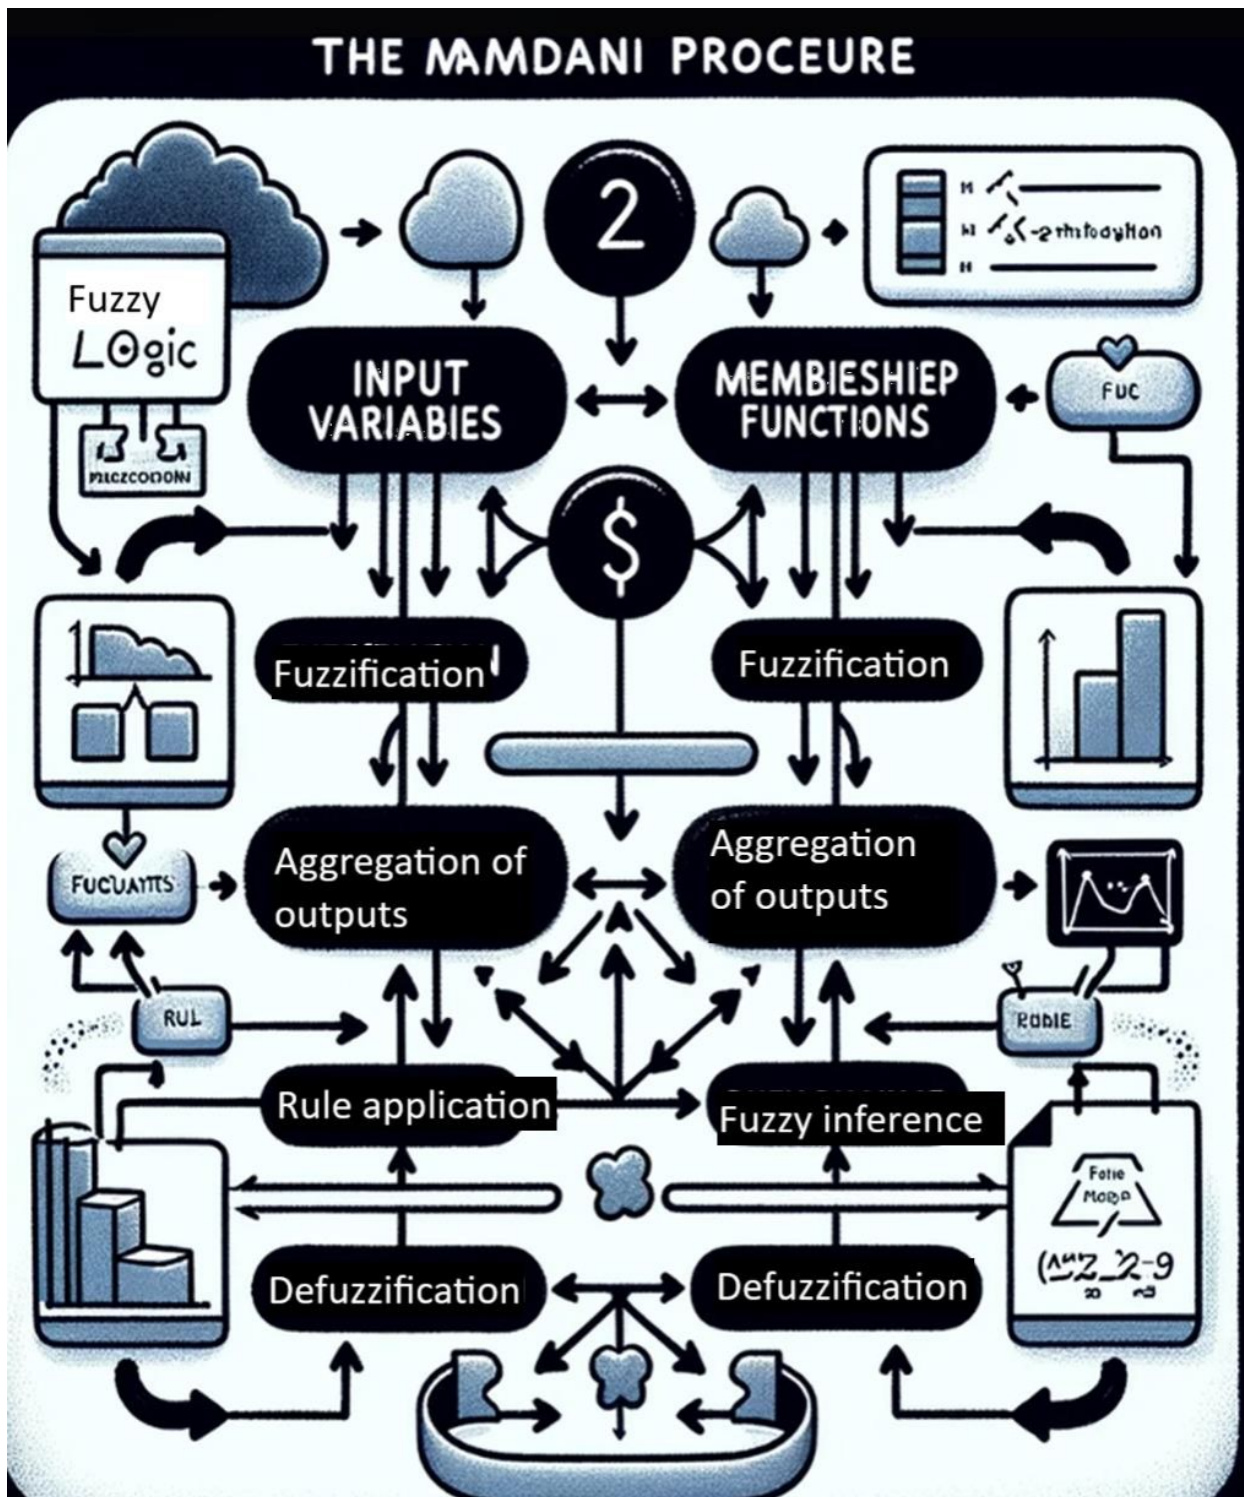 THE MAMDANI PROCEURE
2
Fuzzy
LOgic
INPUT
VARIABIES
MEMBIESHIEP
FUNCTIONS
FUC
$
Fuzzification
Fuzzification
Aggregation of
outputs
Aggregation
of outputs
FUCUAYITS
RUL
RODIE
Rule application
Fuzzy inference
Defuzzification
Defuzzification